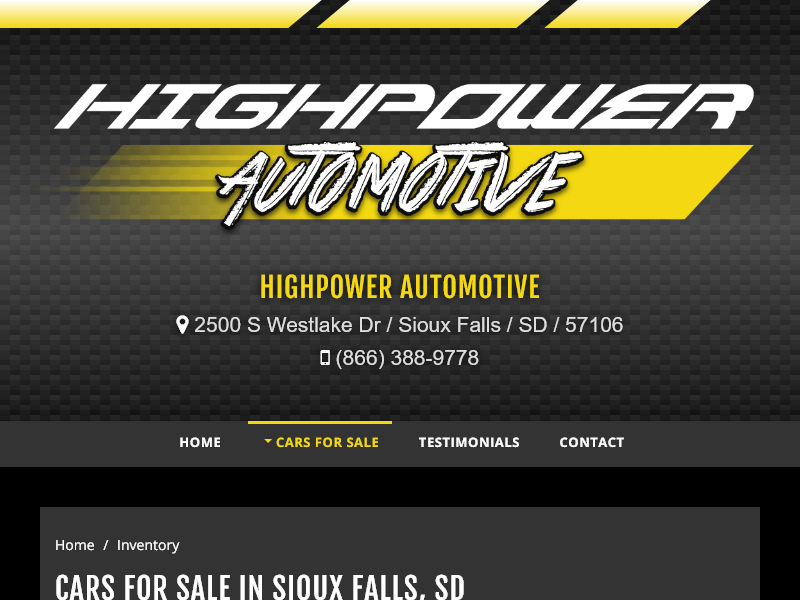 HIGHPOWER
AUTOMOTIVE
HIGHPOWER AUTOMOTIVE
2500 S Westlake Dr / Sioux Falls / SD / 57106
(866) 388-9778
HOME CARS FOR SALE TESTIMONIALS CONTACT
Home / Inventory
CARS FOR SALE IN SIOUX FALLS, SD